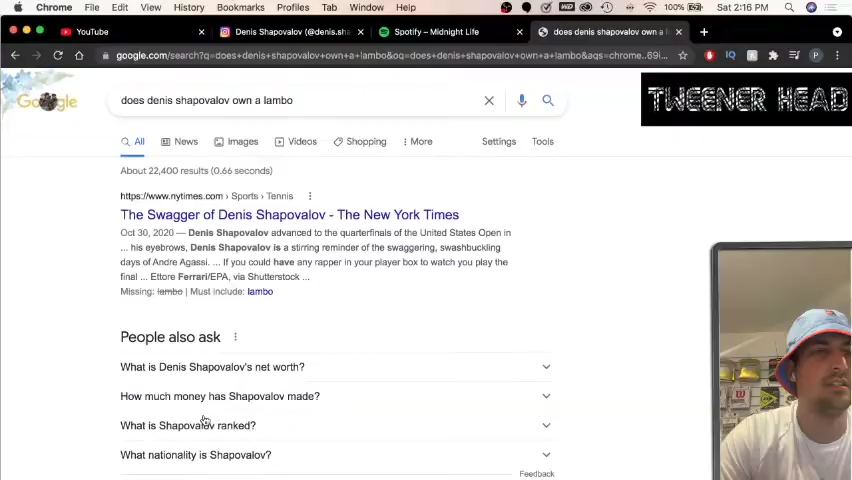 Chrome File Edit View History Bookmarks Profiles Tab Window Help
100% Sat 2:16 PM
YouTube
Denis Shapovalov (@denis.sha
Spotify – Midnight Life
does denis shapovalov own a l
google.com/search?q=does+denis+shapovalov+own+a+lambo&oq=does+denis+shapovalov+own+a+lambo&aqs=chrome..69i...
Google
does denis shapovalov own a lambo
TWEENER HEAD
All
News
Images
Videos
Shopping
More
Settings
Tools
About 22,400 results (0.66 seconds)
https://www.nytimes.com › Sports › Tennis
The Swagger of Denis Shapovalov - The New York Times
Oct 30, 2020 — Denis Shapovalov advanced to the quarterfinals of the United States Open in
... his eyebrows, Denis Shapovalov is a stirring reminder of the swaggering, swashbuckling
days of Andre Agassi. ... If you could have any rapper in your player box to watch you play the
final ... Ettore Ferrari/EPA, via Shutterstock ...
Missing: lambo | Must include: lambo
People also ask
What is Denis Shapovalov's net worth?
How much money has Shapovalov made?
What is Shapovalov ranked?
What nationality is Shapovalov?
Feedback